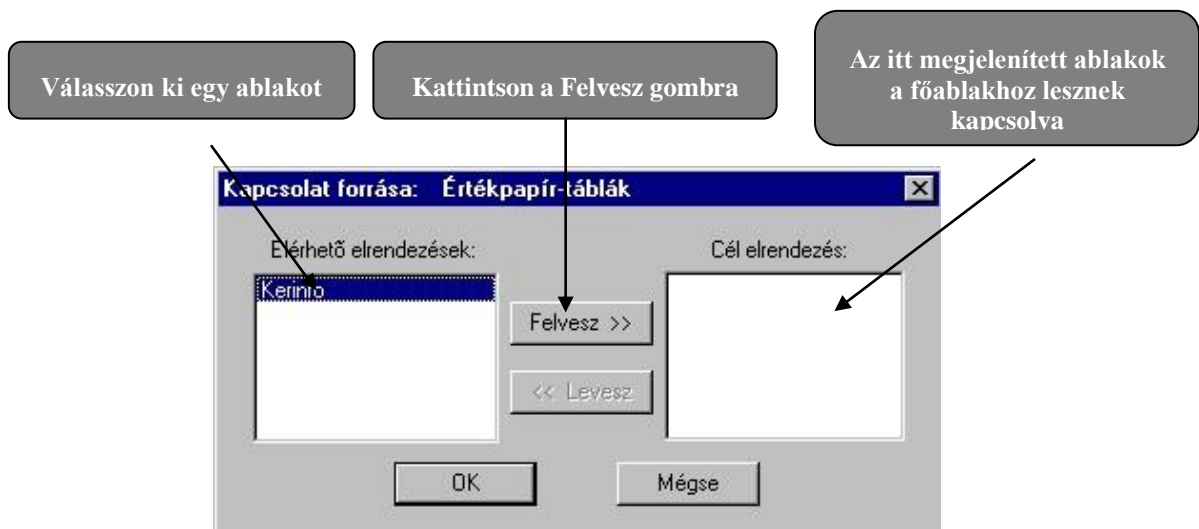 Válasszon ki egy ablakot
Kattintson a Felvesz gombra
Az itt megjelenített ablakok
a főablakhoz lesznek
kapcsolva
Kapcsolat forrása: Értékpapír-táblák
Elérhető elrendezések:
Cél elrendezés:
Kerinfo
Felvesz >>
<< Levesz
OK
Mégse